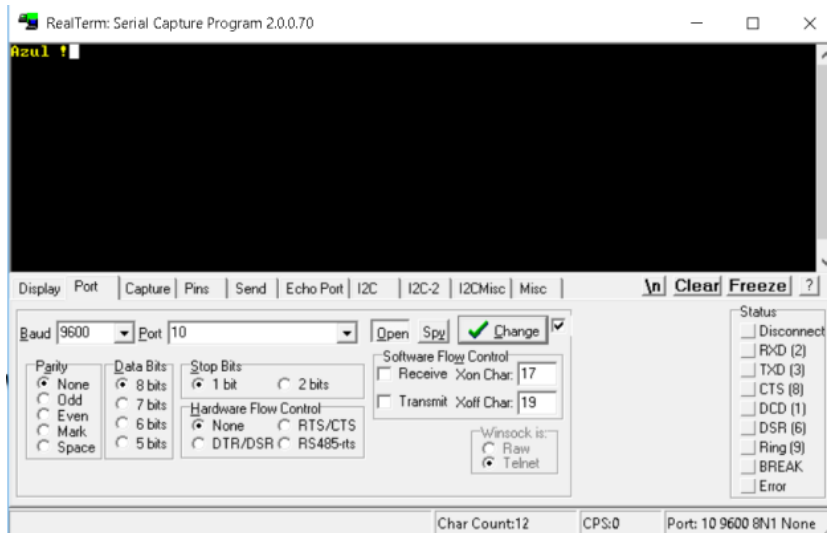 RealTerm: Serial Capture Program 2.0.0.70
Azul !
Display Port Capture Pins Send Echo Port I2C I2C-2 I2CMisc Misc \n Clear Freeze ?
Baud 9600 Port 10 Open Spy Change
Parity
None
Odd
Even
Mark
Space
Data Bits
8 bits
7 bits
6 bits
5 bits
Stop Bits
1 bit 2 bits
Hardware Flow Control
None RTS/CTS
DTR/DSR RS485-rts
Software Flow Control
Receive Xon Char: 17
Transmit Xoff Char: 19
Winsock is:
Raw
Telnet
Status
Disconnect
RXD (2)
TXD (3)
CTS (8)
DCD (1)
DSR (6)
Ring (9)
BREAK
Error
Char Count:12 CPS:0 Port: 10 9600 8N1 None